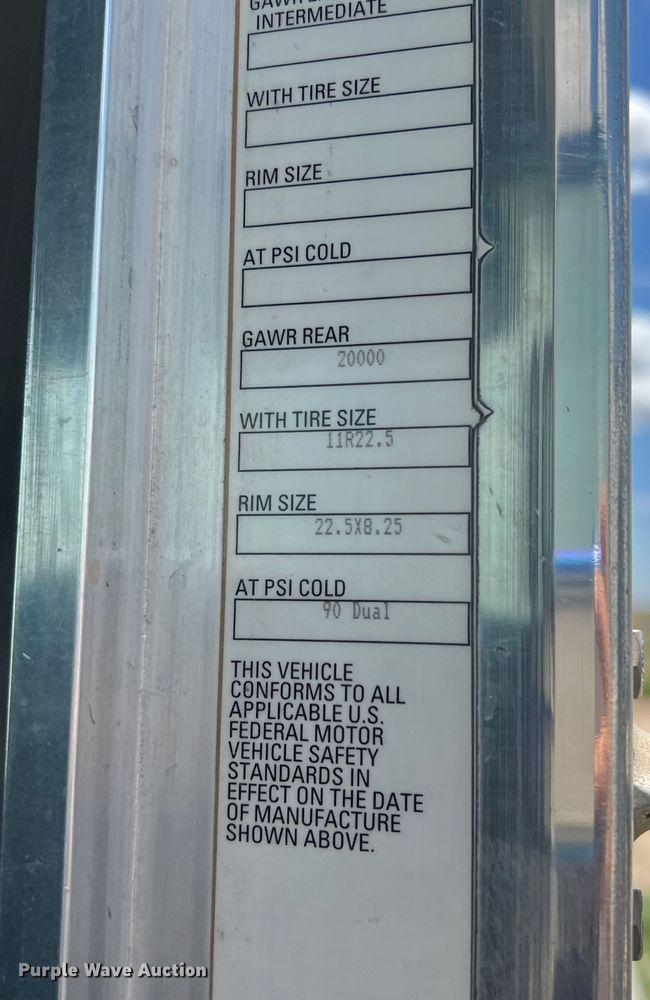 INTERMEDIATE
WITH TIRE SIZE
RIM SIZE
AT PSI COLD
GAWR REAR
20000
WITH TIRE SIZE
11R22.5
RIM SIZE
22.5X8.25
AT PSI COLD
90 Dual
THIS VEHICLE
CONFORMS TO ALL
APPLICABLE U.S.
FEDERAL MOTOR
VEHICLE SAFETY
STANDARDS IN
EFFECT ON THE DATE
OF MANUFACTURE
SHOWN ABOVE.
Purple Wave Auction